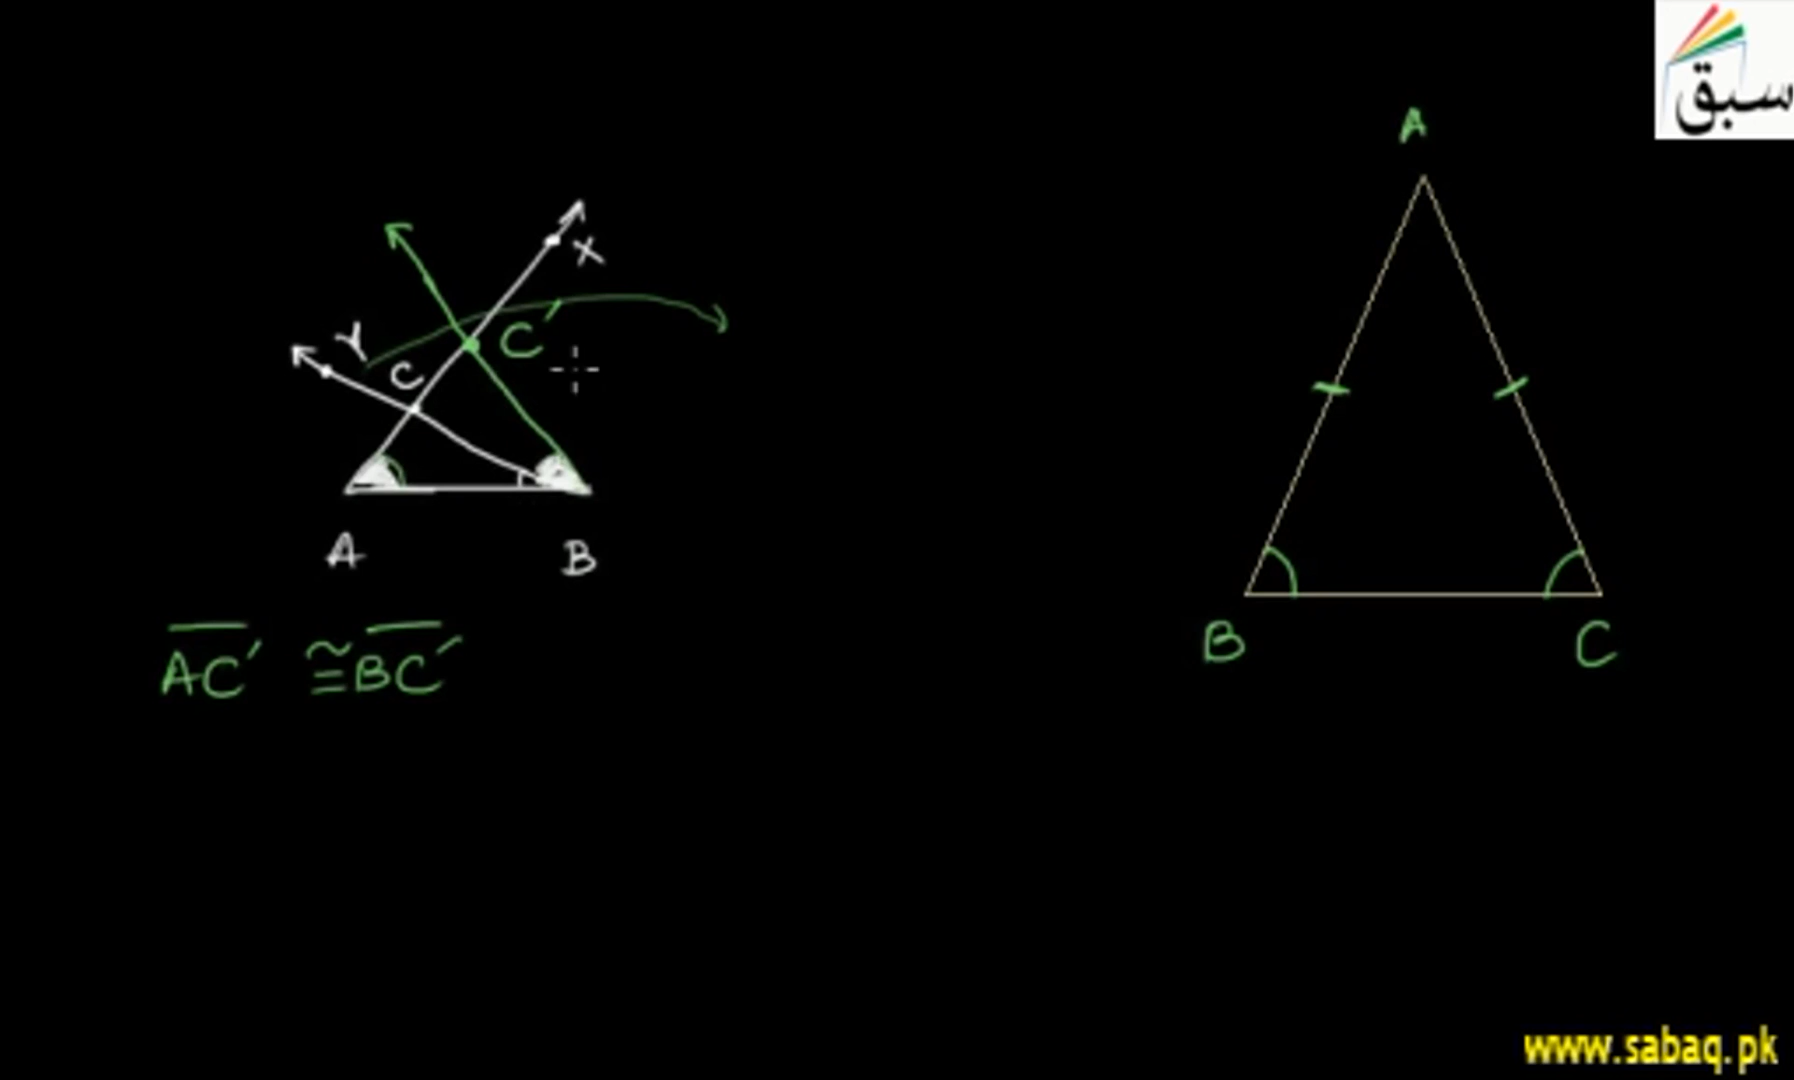 سبق
A
X
Y
C′
C
A B
B C
AC′ ≅ BC′
www.sabaq.pk